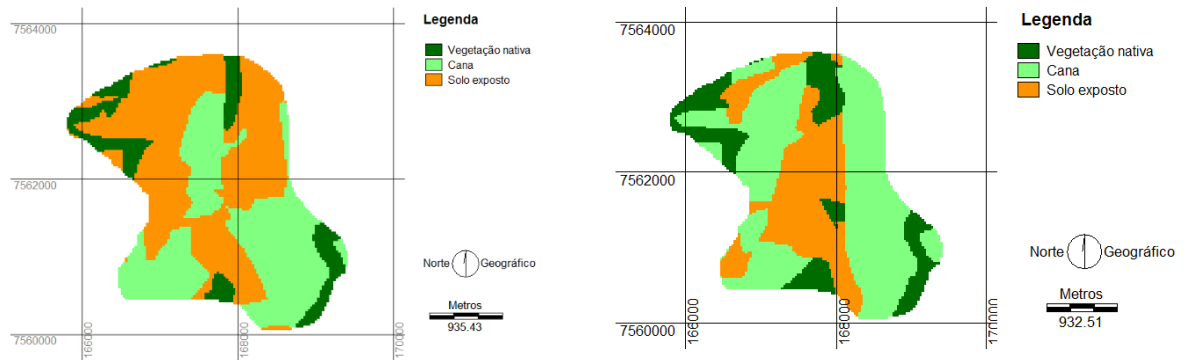 7564000
7562000
7560000
166000
168000
170000
Legenda
Vegetação nativa
Cana
Solo exposto
Norte Geográfico
Metros
935.43
7564000
7562000
7560000
166000
168000
170000
Legenda
Vegetação nativa
Cana
Solo exposto
Norte Geográfico
Metros
932.51